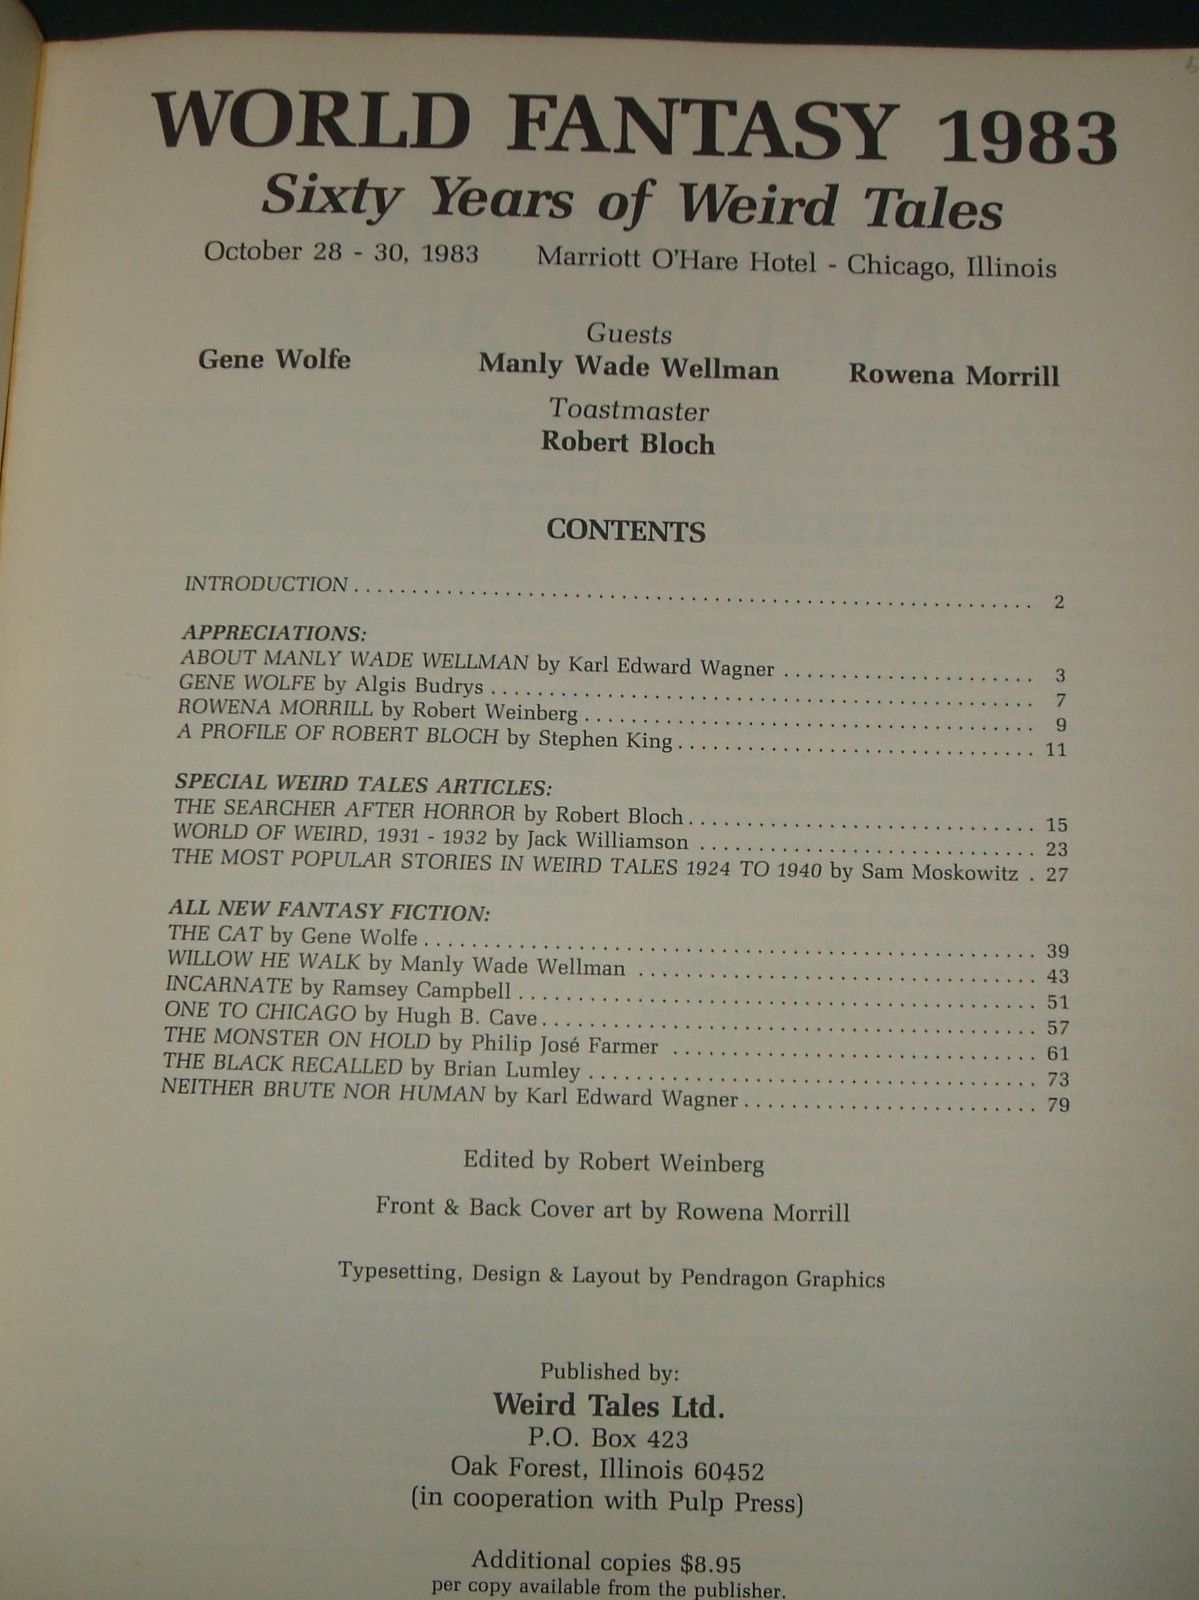 WORLD FANTASY 1983
Sixty Years of Weird Tales
October 28 - 30, 1983 Marriott O'Hare Hotel - Chicago, Illinois
Guests
Gene Wolfe Manly Wade Wellman Rowena Morrill
Toastmaster
Robert Bloch
CONTENTS
INTRODUCTION . . . . . . . . . . . . . . . . . . . . 2
APPRECIATIONS:
ABOUT MANLY WADE WELLMAN by Karl Edward Wagner . . . . . . . . . . 3
GENE WOLFE by Algis Budrys . . . . . . . . . . 7
ROWENA MORRILL by Robert Weinberg . . . . . . . . . . 9
A PROFILE OF ROBERT BLOCH by Stephen King . . . . . . . . . . 11
SPECIAL WEIRD TALES ARTICLES:
THE SEARCHER AFTER HORROR by Robert Bloch . . . . . . . . . . 15
WORLD OF WEIRD, 1931 - 1932 by Jack Williamson . . . . . . . . . . 23
THE MOST POPULAR STORIES IN WEIRD TALES 1924 TO 1940 by Sam Moskowitz . 27
ALL NEW FANTASY FICTION:
THE CAT by Gene Wolfe . . . . . . . . . . 39
WILLOW HE WALK by Manly Wade Wellman . . . . . . . . . . 43
INCARNATE by Ramsey Campbell . . . . . . . . . . 51
ONE TO CHICAGO by Hugh B. Cave . . . . . . . . . . 57
THE MONSTER ON HOLD by Philip José Farmer . . . . . . . . . . 61
THE BLACK RECALLED by Brian Lumley . . . . . . . . . . 73
NEITHER BRUTE NOR HUMAN by Karl Edward Wagner . . . . . . . . . . 79
Edited by Robert Weinberg
Front & Back Cover art by Rowena Morrill
Typesetting, Design & Layout by Pendragon Graphics
Published by:
Weird Tales Ltd.
P.O. Box 423
Oak Forest, Illinois 60452
(in cooperation with Pulp Press)
Additional copies $8.95
per copy available from the publisher.